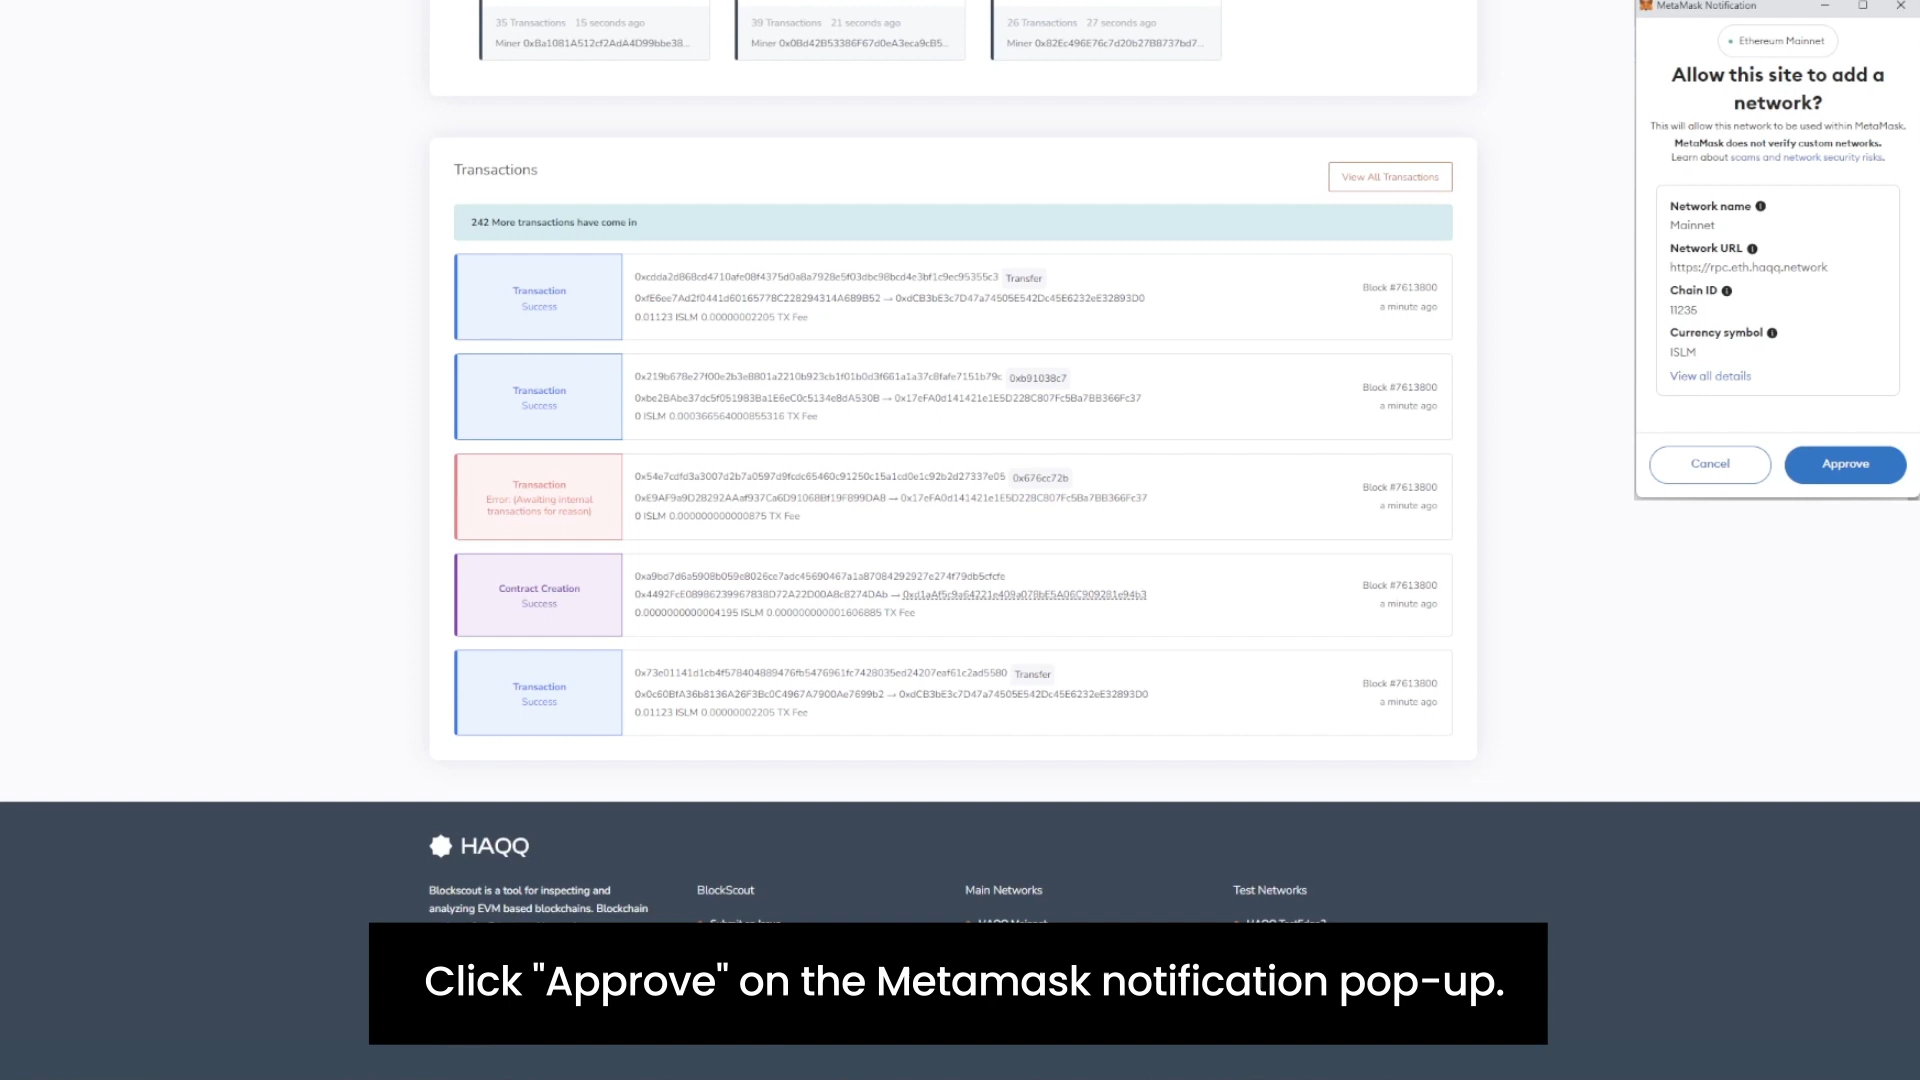 35 Transactions 15 seconds ago
Miner 0xBa1081A512cf2AdA4D99bbe38...
39 Transactions 21 seconds ago
Miner 0x0Bd42B53386F67d0eA3eca9cB5...
26 Transactions 27 seconds ago
Miner 0x82Ec496E76c7d20b27B8737bd7...
Transactions
View All Transactions
242 More transactions have come in
Transaction
Success
0xcdda2d868cd4710afe08f4375d0a8a7928e5f03dbc98bcd4e3bf1c9ec95355c3 Transfer
0xfE6ee7Ad2f0441d60165778C228294314A689B52 → 0xdCB3bE3c7D47a74505E542Dc45E6232eE32893D0
0.01123 ISLM 0.00000002205 TX Fee
Block #7613800
a minute ago
Transaction
Success
0x219b678e27f00e2b3e8801a2210b923cb1f01b0d3f661a1a37c8fafe7151b79c 0xb91038c7
0xbe2BAbe37dc5f051983Ba1E6eC0c5134e8dA530B → 0x17eFA0d141421e1E5D228C807Fc5Ba7BB366Fc37
0 ISLM 0.000366564000855316 TX Fee
Block #7613800
a minute ago
Transaction
Error: (Awaiting internal
transactions for reason)
0x54e7cdfd3a3007d2b7a0597d9fcdc65460c91250c15a1cd0e1c92b2d27337e05 0x676cc72b
0xE9AF9a9D28292AAaf937Ca6D91068Bf19F899DA8 → 0x17eFA0d141421e1E5D228C807Fc5Ba7BB366Fc37
0 ISLM 0.000000000000875 TX Fee
Block #7613800
a minute ago
Contract Creation
Success
0xa9bd7d6a5908b059e8026ce7adc45690467a1a87084292927e274f79db5cfcfe
0x4492FcE08986239967838D72A22D00A8c8274DAb → 0xd1aAf5c9a64221e409a078bE5A06C909281e94b3
0.0000000000004195 ISLM 0.000000000001606885 TX Fee
Block #7613800
a minute ago
Transaction
Success
0x73e01141d1cb4f578404889476fb5476961fc7428035ed24207eaf61c2ad5580 Transfer
0x0c60BfA36b8136A26F3Bc0C4967A7900Ae7699b2 → 0xdCB3bE3c7D47a74505E542Dc45E6232eE32893D0
0.01123 ISLM 0.00000002205 TX Fee
Block #7613800
a minute ago
MetaMask Notification
Ethereum Mainnet
Allow this site to add a
network?
This will allow this network to be used within MetaMask.
MetaMask does not verify custom networks.
Learn about scams and network security risks.
Network name
Mainnet
Network URL
https://rpc.eth.haqq.network
Chain ID
11235
Currency symbol
ISLM
View all details
Cancel
Approve
HAQQ
Blockscout is a tool for inspecting and
analyzing EVM based blockchains. Blockchain
BlockScout
Main Networks
Test Networks
Click "Approve" on the Metamask notification pop-up.